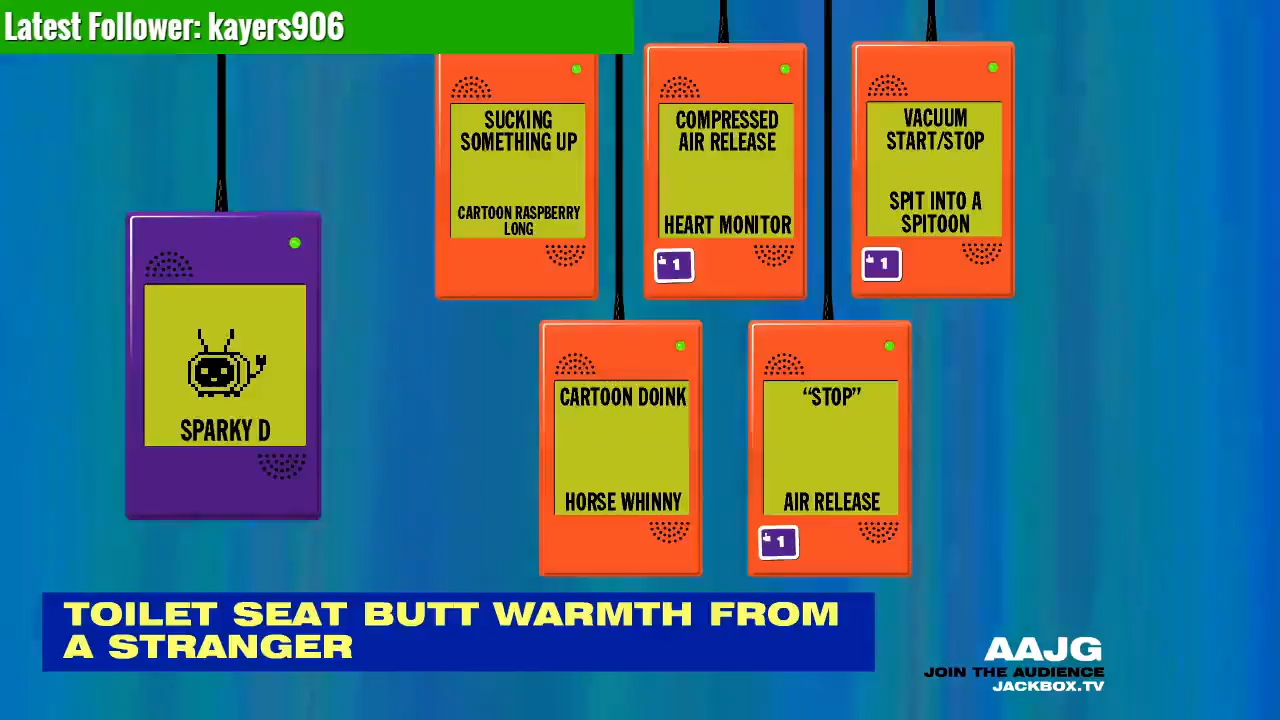 Latest Follower: kayers906
SUCKING
SOMETHING UP
CARTOON RASPBERRY
LONG
COMPRESSED
AIR RELEASE
HEART MONITOR
1
VACUUM
START/STOP
SPIT INTO A
SPITOON
1
SPARKY D
CARTOON DOINK
HORSE WHINNY
“STOP”
AIR RELEASE
1
TOILET SEAT BUTT WARMTH FROM
A STRANGER
AAJG
JOIN THE AUDIENCE
JACKBOX.TV